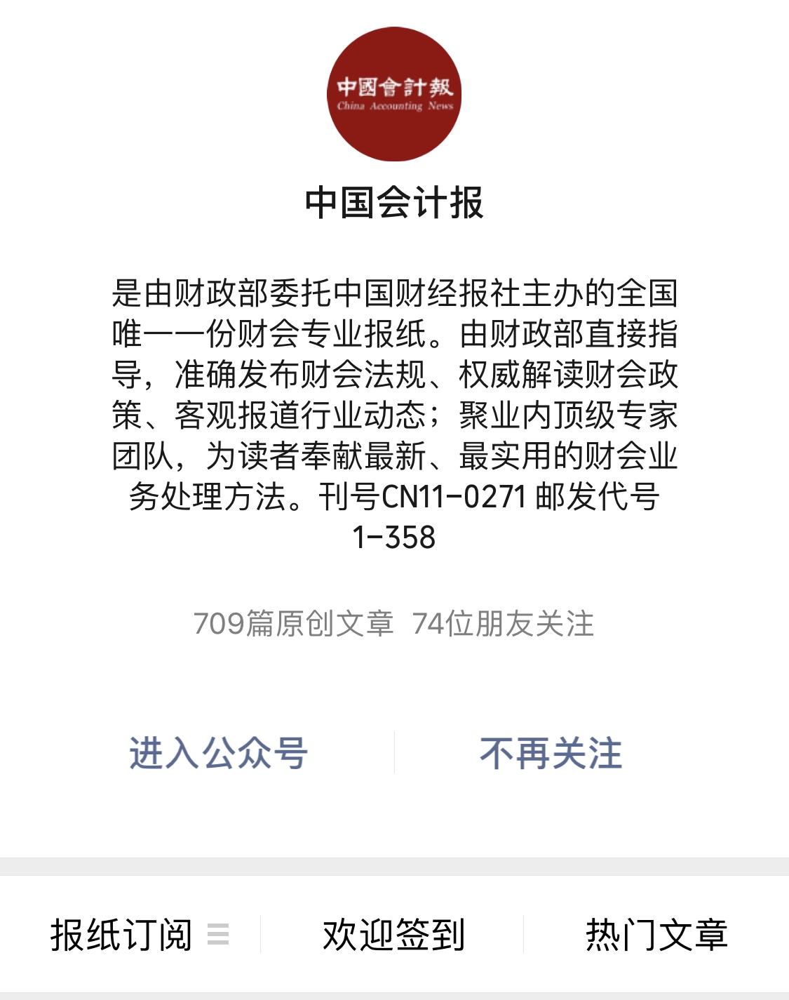 中國會計報
China Accounting News
中国会计报
是由财政部委托中国财经报社主办的全国
唯一一份财会专业报纸。由财政部直接指
导，准确发布财会法规、权威解读财会政
策、客观报道行业动态；聚业内顶级专家
团队，为读者奉献最新、最实用的财会业
务处理方法。刊号CN11-0271 邮发代号
1-358
709篇原创文章 74位朋友关注
进入公众号 不再关注
报纸订阅 欢迎签到 热门文章